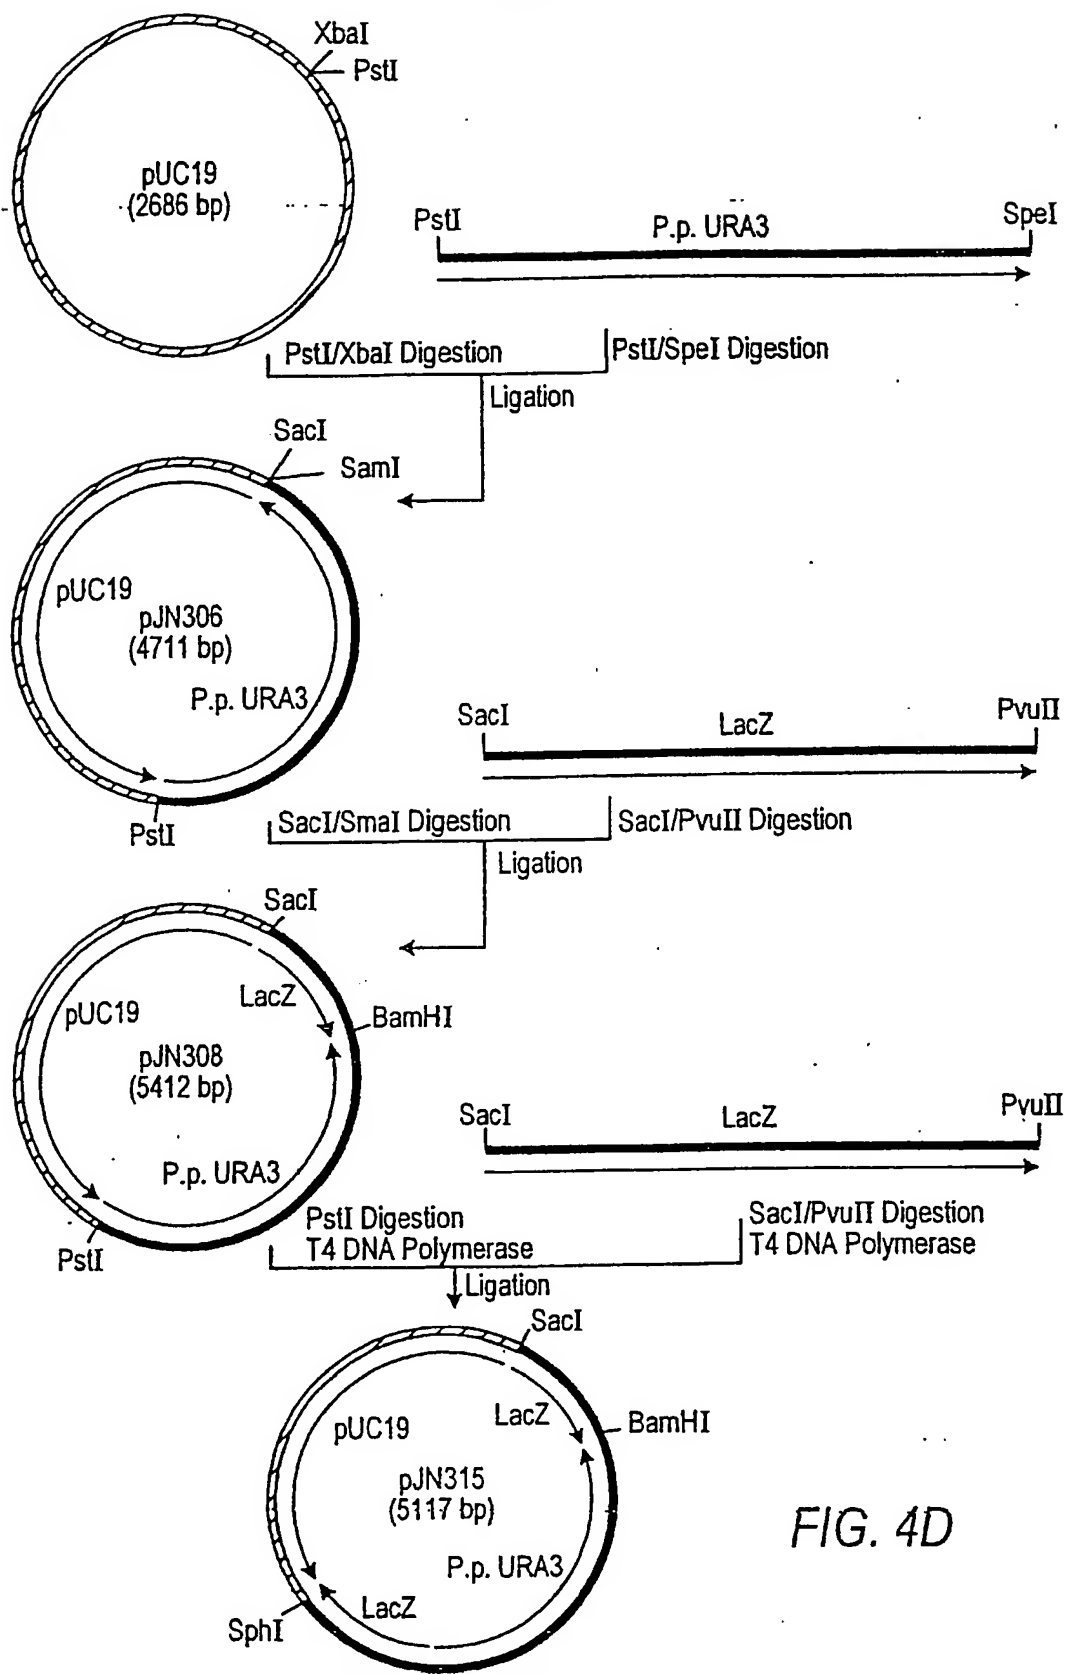 XbaI
PstI
pUC19
(2686 bp)
PstI
P.p. URA3
SpeI
PstI/XbaI Digestion
PstI/SpeI Digestion
Ligation
SacI
SamI
pUC19
pJN306
(4711 bp)
P.p. URA3
PstI
SacI
LacZ
PvuII
SacI/SmaI Digestion
SacI/PvuII Digestion
Ligation
SacI
LacZ
pUC19
BamHI
pJN308
(5412 bp)
P.p. URA3
PstI
SacI
LacZ
PvuII
PstI Digestion
T4 DNA Polymerase
SacI/PvuII Digestion
T4 DNA Polymerase
Ligation
SacI
LacZ
BamHI
pUC19
pJN315
(5117 bp)
P.p. URA3
LacZ
SphI
FIG. 4D